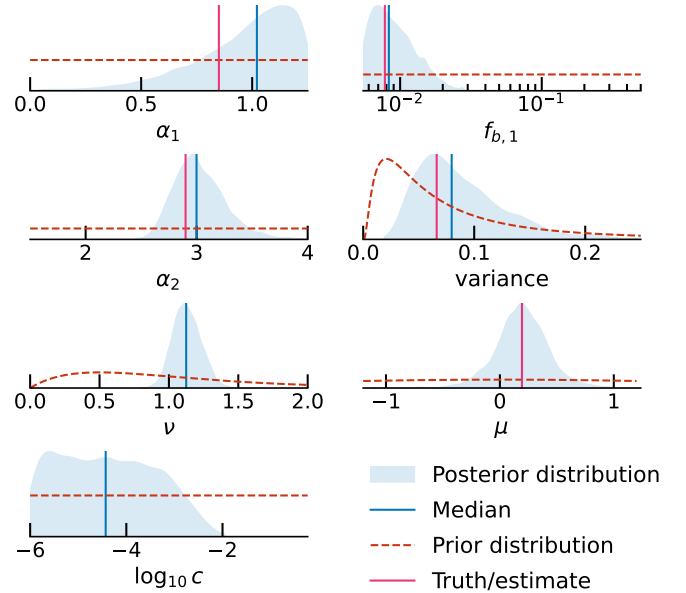 0.0 0.5 1.0
α₁
10⁻² 10⁻¹
f_{b,1}
2 3 4
α₂
0.0 0.1 0.2
variance
0.0 0.5 1.0 1.5 2.0
ν
−1 0 1
μ
−6 −4 −2
log₁₀ c
Posterior distribution
Median
Prior distribution
Truth/estimate